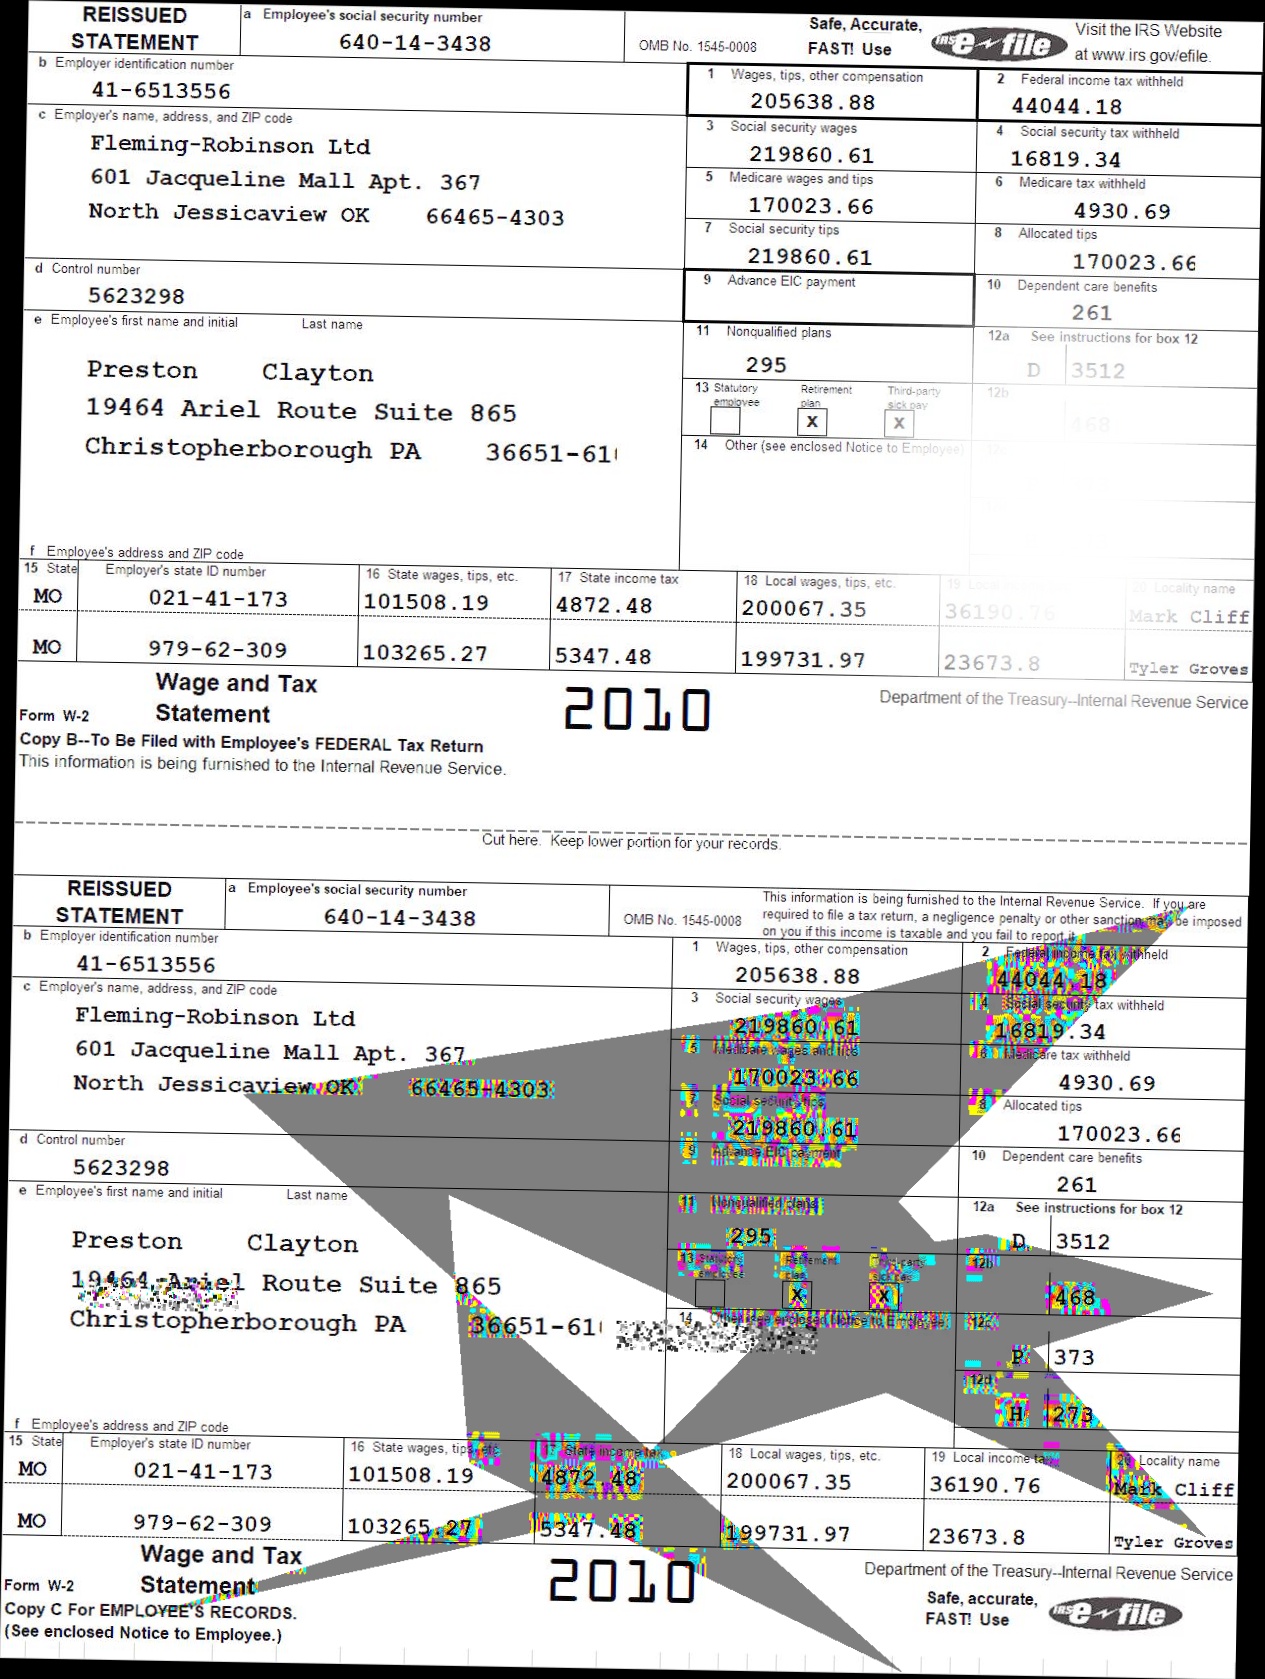 REISSUED STATEMENT
a Employee's social security number
640-14-3438
OMB No. 1545-0008
Safe, Accurate, FAST! Use
IRS e file
Visit the IRS Website at www.irs gov/efile.
b Employer identification number
41-6513556
1 Wages, tips, other compensation
205638.88
2 Federal income tax withheld
44044.18
c Employer's name, address, and ZIP code
Fleming-Robinson Ltd
601 Jacqueline Mall Apt. 367
North Jessicaview OK 66465-4303
3 Social security wages
219860.61
4 Social security tax withheld
16819.34
5 Medicare wages and tips
170023.66
6 Medicare tax withheld
4930.69
7 Social security tips
219860.61
8 Allocated tips
170023.66
d Control number
5623298
9 Advance EIC payment
10 Dependent care benefits
261
e Employee's first name and initial Last name
Preston Clayton
19464 Ariel Route Suite 865
Christopherborough PA 36651-61
11 Nonqualified plans
295
12a See instructions for box 12
D 3512
13 Statutory employee Retirement plan Third-party sick pay
X X
12b
468
14 Other (see enclosed Notice to Employee)
f Employee's address and ZIP code
15 State Employer's state ID number 16 State wages, tips, etc. 17 State income tax 18 Local wages, tips, etc. 19 Local 20 Locality name
MO 021-41-173 101508.19 4872.48 200067.35 36190.76 Mark Cliff
MO 979-62-309 103265.27 5347.48 199731.97 23673.8 Tyler Groves
Form W-2 Wage and Tax Statement
2010
Department of the Treasury--Internal Revenue Service
Copy B--To Be Filed with Employee's FEDERAL Tax Return
This information is being furnished to the Internal Revenue Service.
Cut here. Keep lower portion for your records.
REISSUED STATEMENT
a Employee's social security number
640-14-3438
OMB No. 1545-0008
This information is being furnished to the Internal Revenue Service. If you are
required to file a tax return, a negligence penalty or other sanction may be imposed
on you if this income is taxable and you fail to report it
b Employer identification number
41-6513556
1 Wages, tips, other compensation
205638.88
2 Federal income tax withheld
44044.18
c Employer's name, address, and ZIP code
Fleming-Robinson Ltd
601 Jacqueline Mall Apt. 367
North Jessicaview OK 66465-4303
3 Social security wages
219860.61
4 Social security tax withheld
16819.34
5 Medicare wages and tips
170023.66
6 Medicare tax withheld
4930.69
7 Social security tips
219860.61
8 Allocated tips
170023.66
d Control number
5623298
9 Advance EIC payment
10 Dependent care benefits
261
e Employee's first name and initial Last name
Preston Clayton
19464 Ariel Route Suite 865
Christopherborough PA 36651-61
11 Nonqualified plans
295
12a See instructions for box 12
D 3512
13 Statutory employee Retirement plan Third-party sick pay
X X
12b
468
14 Other (see enclosed Notice to Employee)
12c
P 373
12d
H 273
f Employee's address and ZIP code
15 State Employer's state ID number 16 State wages, tips, etc. 17 State income tax 18 Local wages, tips, etc. 19 Local income tax 20 Locality name
MO 021-41-173 101508.19 4872.48 200067.35 36190.76 Mark Cliff
MO 979-62-309 103265.27 5347.48 199731.97 23673.8 Tyler Groves
Form W-2 Wage and Tax Statement
2010
Department of the Treasury--Internal Revenue Service
Copy C For EMPLOYEE'S RECORDS.
(See enclosed Notice to Employee.)
Safe, accurate, FAST! Use
IRS e file